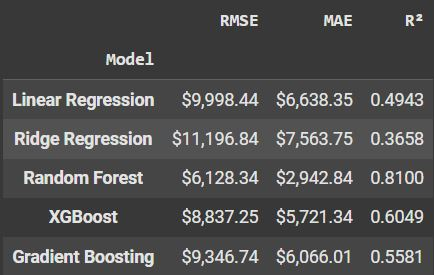 RMSE MAE R²
Model
Linear Regression $9,998.44 $6,638.35 0.4943
Ridge Regression $11,196.84 $7,563.75 0.3658
Random Forest $6,128.34 $2,942.84 0.8100
XGBoost $8,837.25 $5,721.34 0.6049
Gradient Boosting $9,346.74 $6,066.01 0.5581